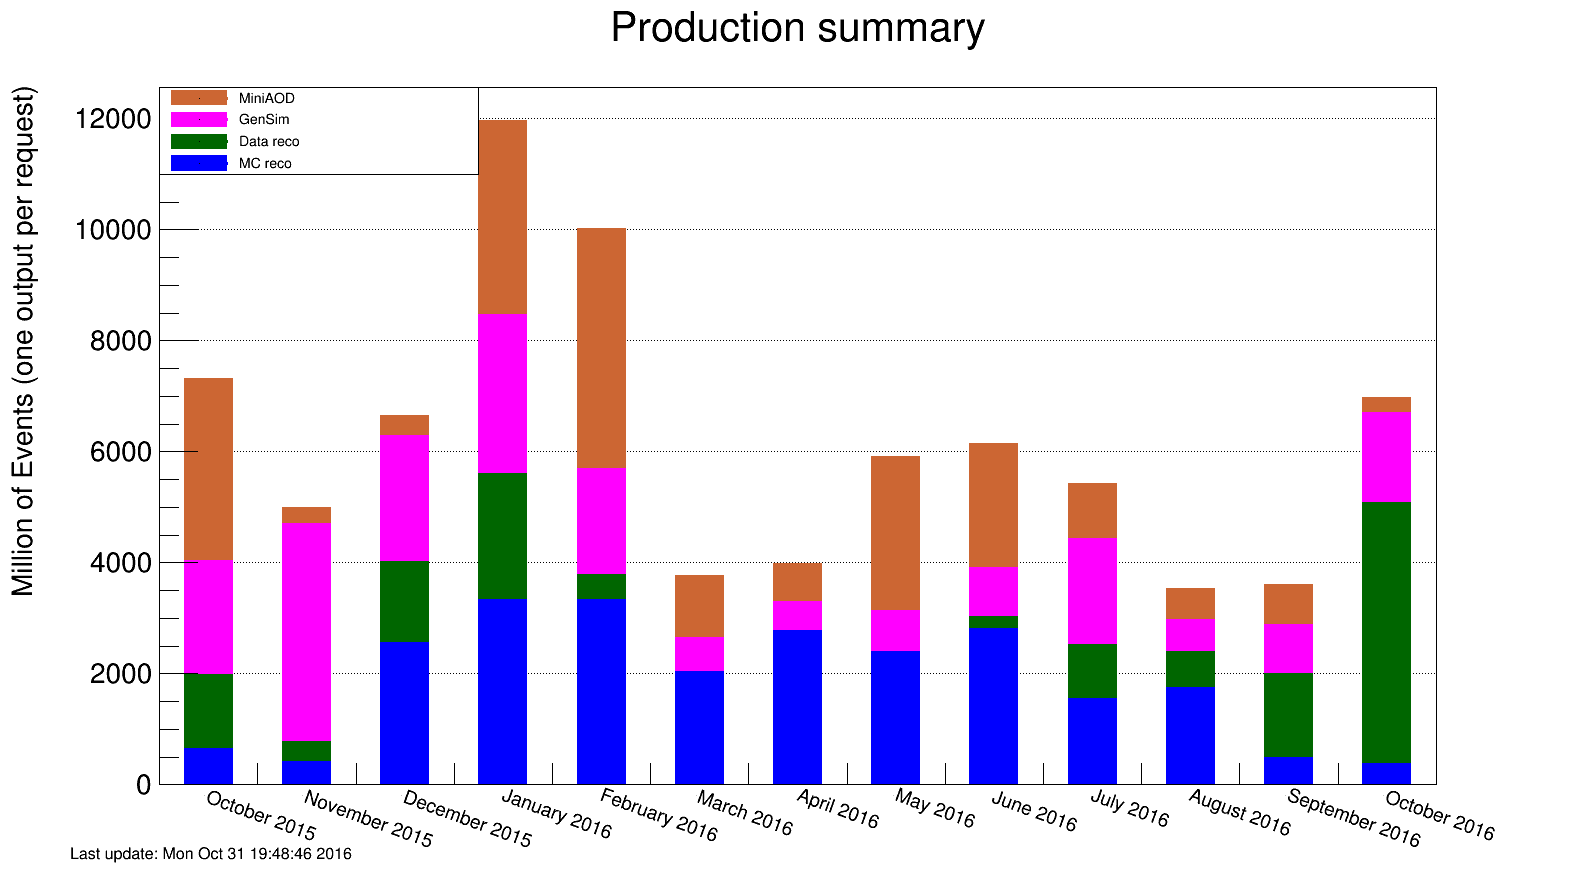 Production summary
Million of Events (one output per request)
MiniAOD
GenSim
Data reco
MC reco
12000
10000
8000
6000
4000
2000
0
October 2015
November 2015
December 2015
January 2016
February 2016
March 2016
April 2016
May 2016
June 2016
July 2016
August 2016
September 2016
October 2016
Last update: Mon Oct 31 19:48:46 2016